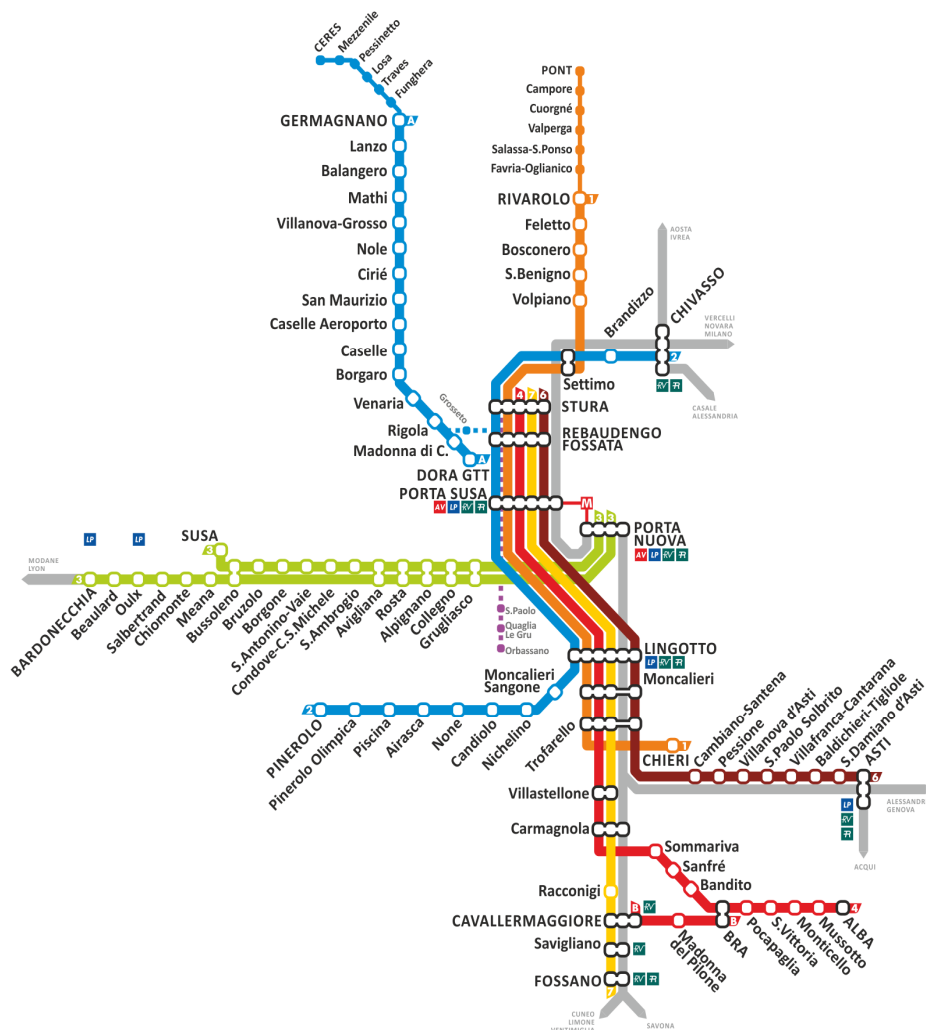 CERES
Mezzenile
Pessinetto
Losa
Traves
Funghera
GERMAGNANO
A
Lanzo
Balangero
Mathi
Villanova-Grosso
Nole
Cirié
San Maurizio
Caselle Aeroporto
Caselle
Borgaro
Venaria
Rigola
Grosseto
Madonna di C.
A
DORA GTT
PONT
Campore
Cuorgné
Valperga
Salassa-S.Ponso
Favria-Oglianico
RIVAROLO
1
Feletto
Bosconero
S.Benigno
Volpiano
AOSTA
IVREA
Brandizzo
CHIVASSO
VERCELLI
NOVARA
MILANO
2
RV R
CASALE
ALESSANDRIA
Settimo
4 7 6
STURA
REBAUDENGO
FOSSATA
PORTA SUSA
AV LP RV R
M
3 3
PORTA
NUOVA
AV LP RV R
LP
LP
SUSA
3
MODANE
LYON
3
BARDONECCHIA
Beaulard
Oulx
Salbertrand
Chiomonte
Meana
Bussoleno
Bruzolo
Borgone
S.Antonino-Vaie
Condove-C.S.Michele
S.Ambrogio
Avigliana
Rosta
Alpignano
Collegno
Grugliasco
S.Paolo
Quaglia
Le Gru
Orbassano
LINGOTTO
LP RV R
Moncalieri
Sangone
Moncalieri
2
PINEROLO
Pinerolo Olimpica
Piscina
Airasca
None
Candiolo
Nichelino
Trofarello
CHIERI
1
Cambiano-Santena
Pessione
Villanova d'Asti
S.Paolo Solbrito
Villafranca-Cantarana
Baldichieri-Tigliole
S.Damiano d'Asti
ASTI
6
LP
RV
R
ALESSANDR
GENOVA
ACQUI
Villastellone
Carmagnola
Sommariva
Sanfré
Bandito
Racconigi
B RV
CAVALLERMAGGIORE
Madonna
del Pilone
B
BRA
Pocapaglia
S.Vittoria
Monticello
Mussotto
ALBA
4
Savigliano
RV
FOSSANO
RV R
7
CUNEO
LIMONE
VENTIMIGLIA
SAVONA